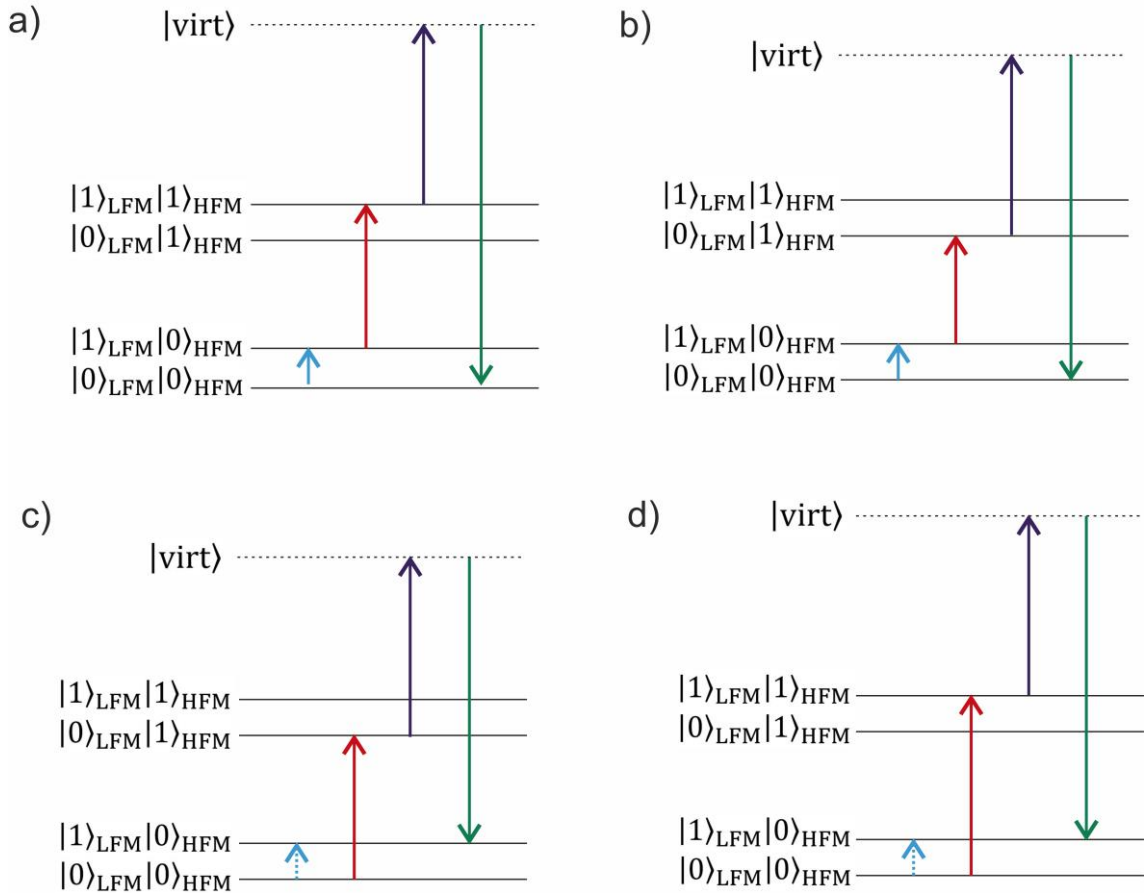 a)
|virt⟩
|1⟩LFM|1⟩HFM
|0⟩LFM|1⟩HFM
|1⟩LFM|0⟩HFM
|0⟩LFM|0⟩HFM
b)
|virt⟩
|1⟩LFM|1⟩HFM
|0⟩LFM|1⟩HFM
|1⟩LFM|0⟩HFM
|0⟩LFM|0⟩HFM
c)
|virt⟩
|1⟩LFM|1⟩HFM
|0⟩LFM|1⟩HFM
|1⟩LFM|0⟩HFM
|0⟩LFM|0⟩HFM
d)
|virt⟩
|1⟩LFM|1⟩HFM
|0⟩LFM|1⟩HFM
|1⟩LFM|0⟩HFM
|0⟩LFM|0⟩HFM